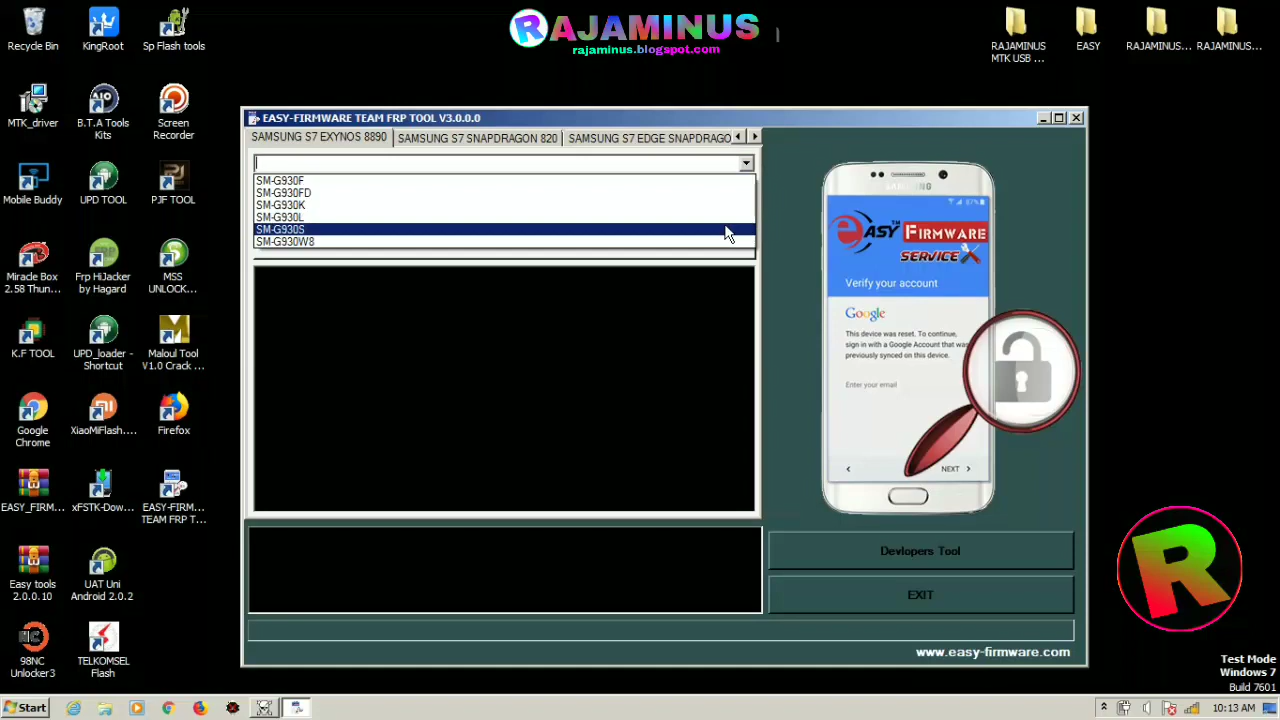 RAJAMINUS
rajaminus.blogspot.com
Recycle Bin
KingRoot
Sp Flash tools
RAJAMINUS
MTK USB ...
EASY
RAJAMINUS...
RAJAMINUS...
MTK_driver
B.T.A Tools
Kits
Screen
Recorder
Mobile Buddy
UPD TOOL
PJF TOOL
Miracle Box
2.58 Thun...
Frp HiJacker
by Hagard
MSS
UNLOCK...
K.F TOOL
UPD_loader -
Shortcut
Maloul Tool
V1.0 Crack ...
Google
Chrome
XiaoMiFlash....
Firefox
EASY_FIRM...
xFSTK-Dow...
EASY-FIRM...
TEAM FRP T...
Easy tools
2.0.0.10
UAT Uni
Android 2.0.2
98NC
Unlocker3
TELKOMSEL
Flash
EASY-FIRMWARE TEAM FRP TOOL V3.0.0.0
SAMSUNG S7 EXYNOS 8890
SAMSUNG S7 SNAPDRAGON 820
SAMSUNG S7 EDGE SNAPDRAGO
SM-G930F
SM-G930FD
SM-G930K
SM-G930L
SM-G930S
SM-G930W8
SAMSUNG
87%
eASY FIRMWARE
™
SERVICE
Verify your account
Google
This device was reset. To continue,
sign in with a Google Account that was
previously synced on this device.
Enter your email
NEXT
Devlopers Tool
EXIT
www.easy-firmware.com
R
Test Mode
Windows 7
Build 7601
Start
10:13 AM